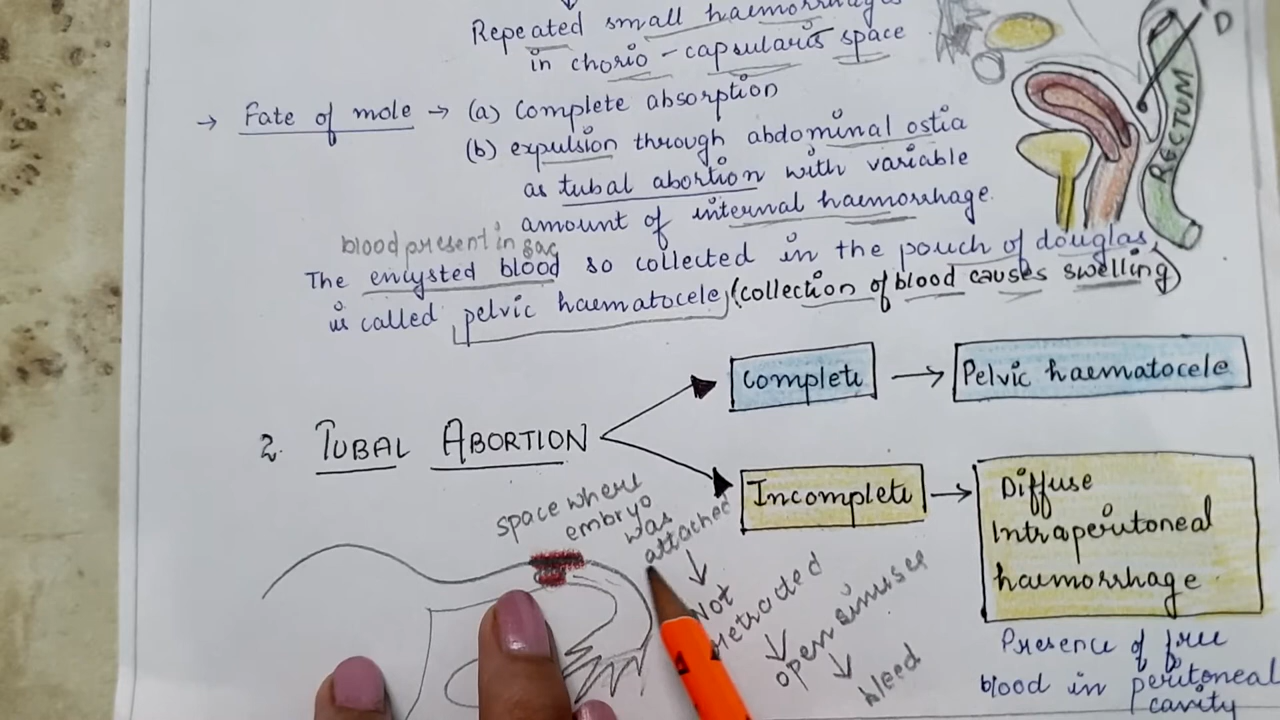 Repeated small haemorrhages
in chorio-capsularis space
→ Fate of mole → (a) Complete absorption
(b) expulsion through abdominal ostia
as tubal abortion with variable
amount of internal haemorrhage.
blood present in sac
The encysted blood so collected in the pouch of douglas,
is called pelvic haematocele, (collection of blood causes swelling)
D
RECTUM
2. TUBAL ABORTION
Complete → Pelvic haematocele
Incomplete → Diffuse
Intraperitoneal
haemorrhage
space where
embryo
was
attached
↓
Not
retracted
↓
open sinuses
↓
bleed
Presence of free
blood in peritoneal
cavity